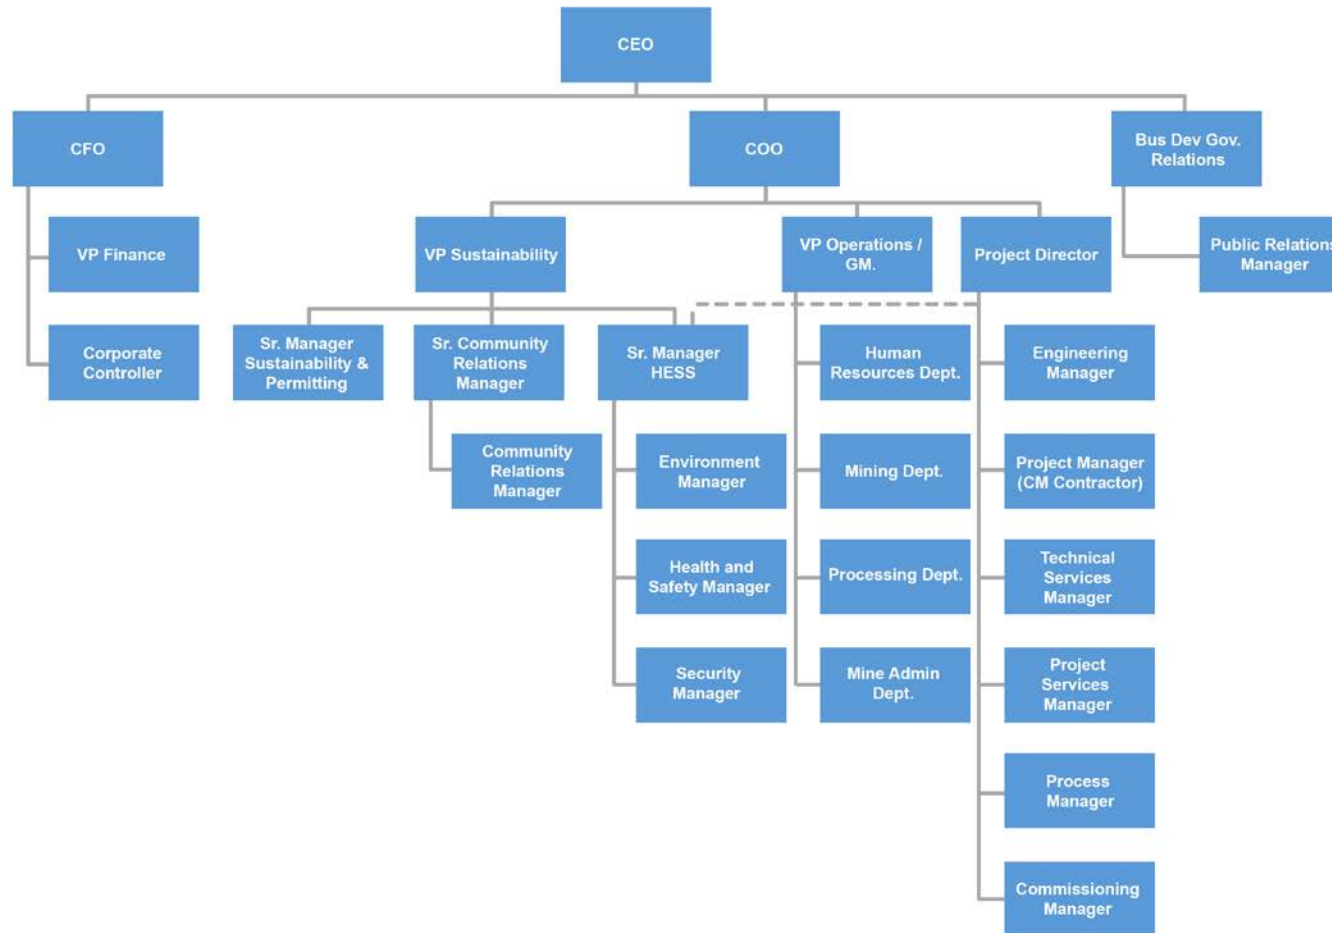 CEO
CFO
COO
Bus Dev Gov.
Relations
VP Finance
VP Sustainability
VP Operations /
GM.
Project Director
Public Relations
Manager
Corporate
Controller
Sr. Manager
Sustainability &
Permitting
Sr. Community
Relations
Manager
Sr. Manager
HESS
Human
Resources Dept.
Engineering
Manager
Community
Relations
Manager
Environment
Manager
Mining Dept.
Project Manager
(CM Contractor)
Health and
Safety Manager
Processing Dept.
Technical
Services
Manager
Security
Manager
Mine Admin
Dept.
Project
Services
Manager
Process
Manager
Commissioning
Manager